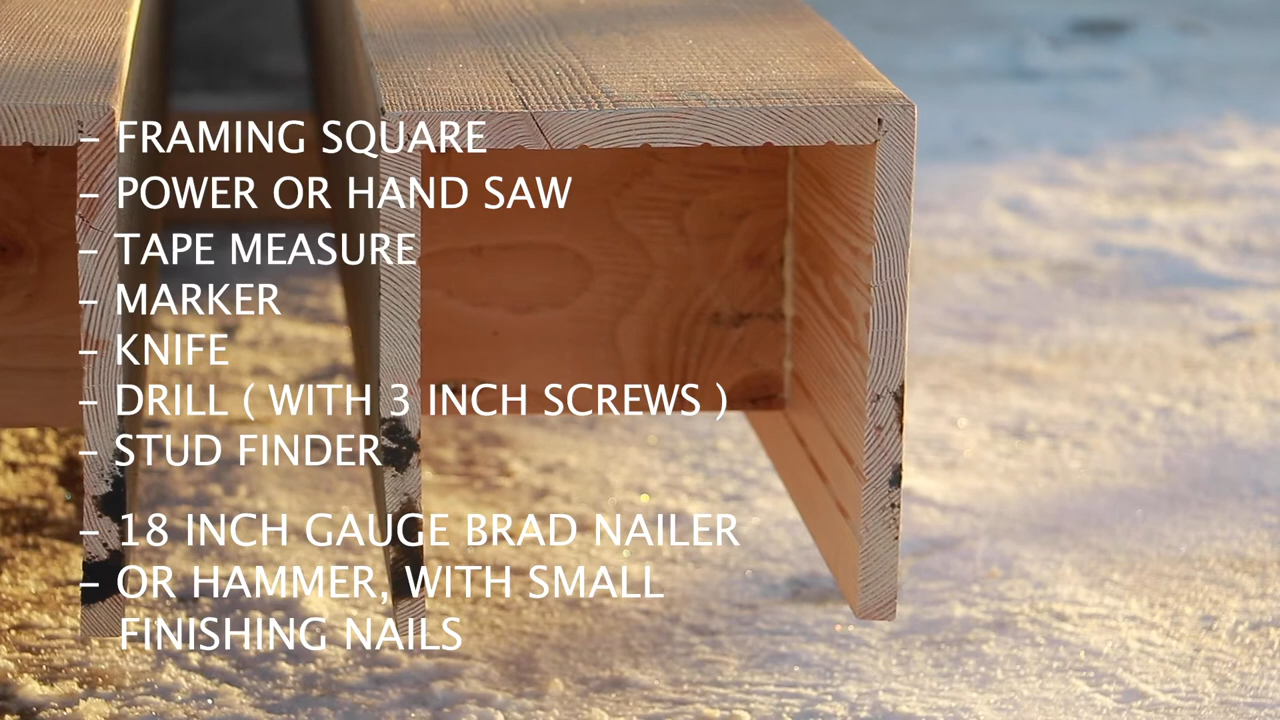 – FRAMING SQUARE
– POWER OR HAND SAW
– TAPE MEASURE
– MARKER
– KNIFE
– DRILL ( WITH 3 INCH SCREWS )
– STUD FINDER
– 18 INCH GAUGE BRAD NAILER
– OR HAMMER, WITH SMALL
FINISHING NAILS